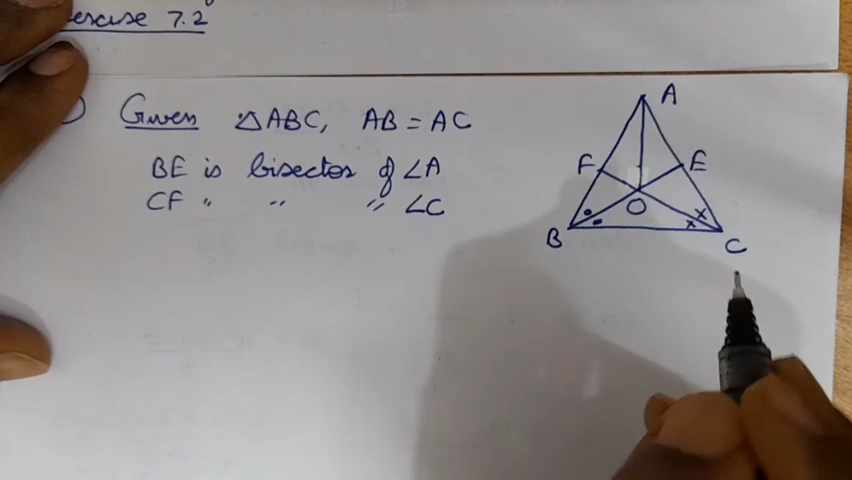 ercise 7.2
Given △ABC, AB = AC
BE is bisector of ∠A
CF " " " ∠C
A
F
E
O
B
C